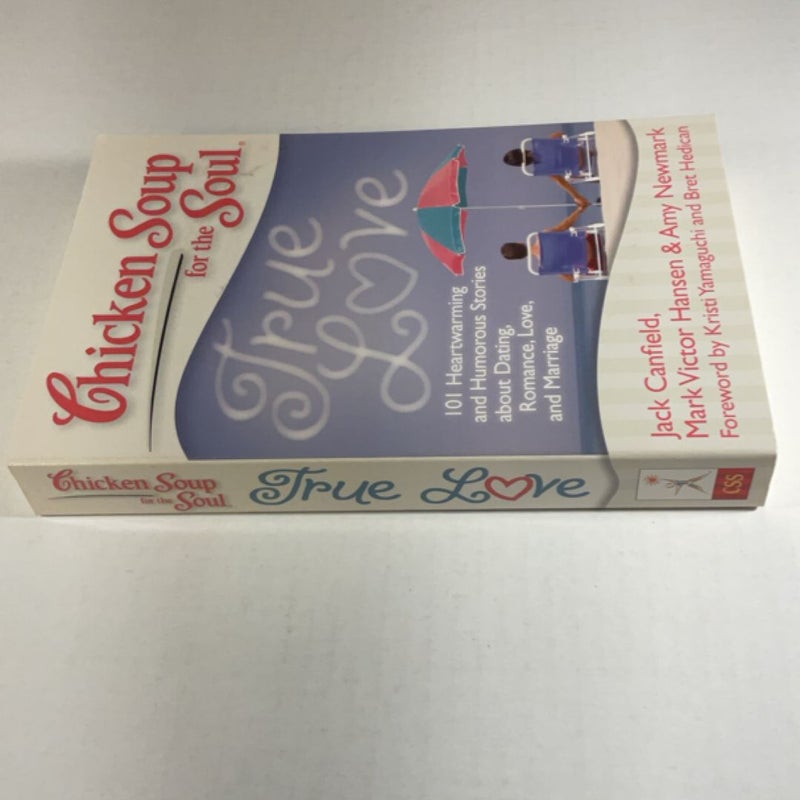 Chicken Soup
for the Soul®
True
Love
101 Heartwarming
and Humorous Stories
about Dating,
Romance, Love,
and Marriage
Jack Canfield,
Mark Victor Hansen & Amy Newmark
Foreword by Kristi Yamaguchi and Bret Hedican
Chicken Soup
for the Soul
True Love
CSS